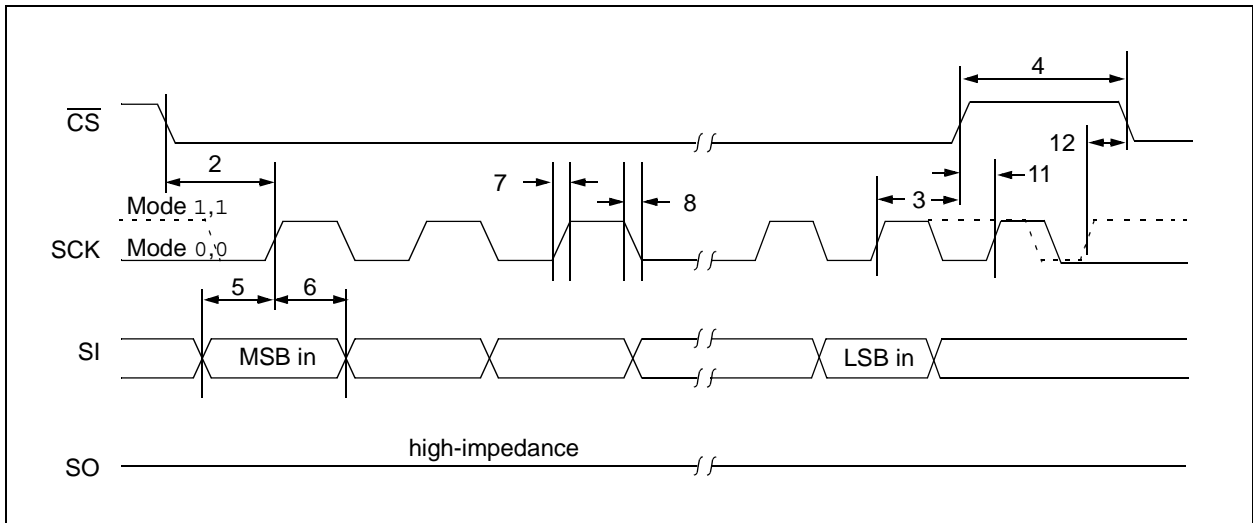 4
CS
12
2
11
7
3
8
Mode 1,1
SCK
Mode 0,0
5
6
SI
MSB in
LSB in
high-impedance
SO